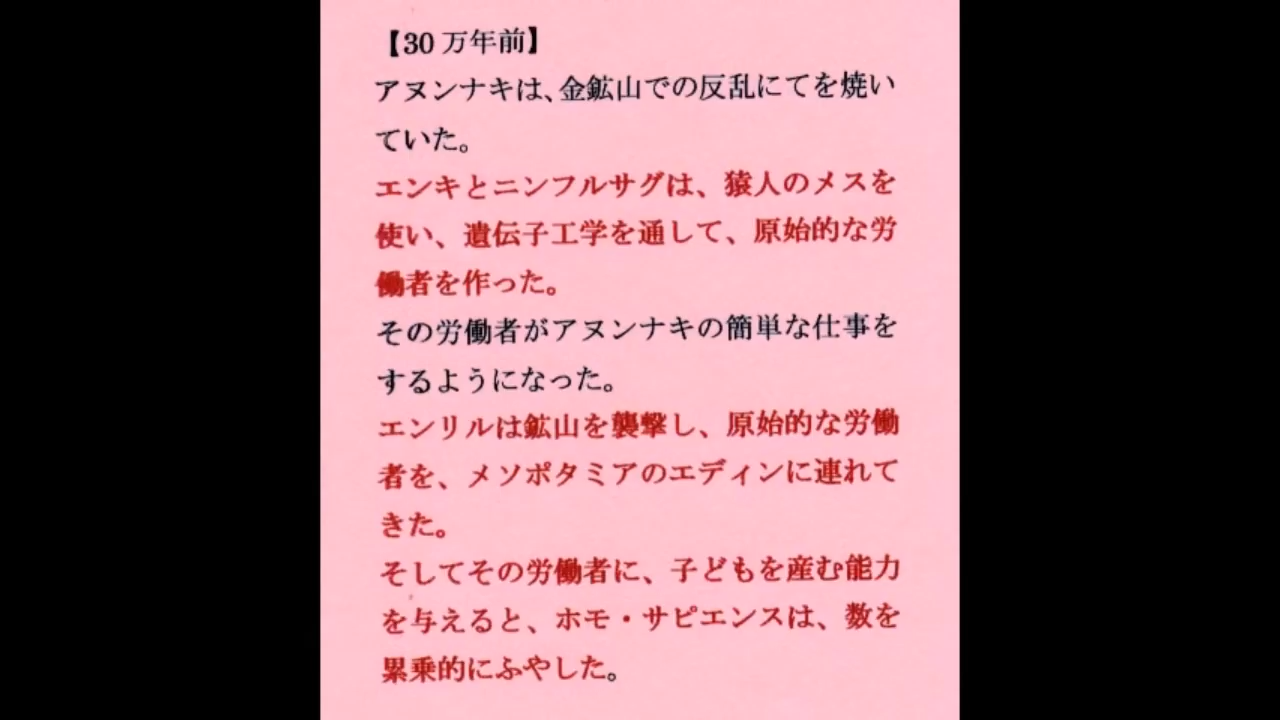 【30万年前】
アヌンナキは、金鉱山での反乱にてを焼い
ていた。
エンキとニンフルサグは、猿人のメスを
使い、遺伝子工学を通して、原始的な労
働者を作った。
その労働者がアヌンナキの簡単な仕事を
するようになった。
エンリルは鉱山を襲撃し、原始的な労働
者を、メソポタミアのエディンに連れて
きた。
そしてその労働者に、子どもを産む能力
を与えると、ホモ・サピエンスは、数を
累乗的にふやした。